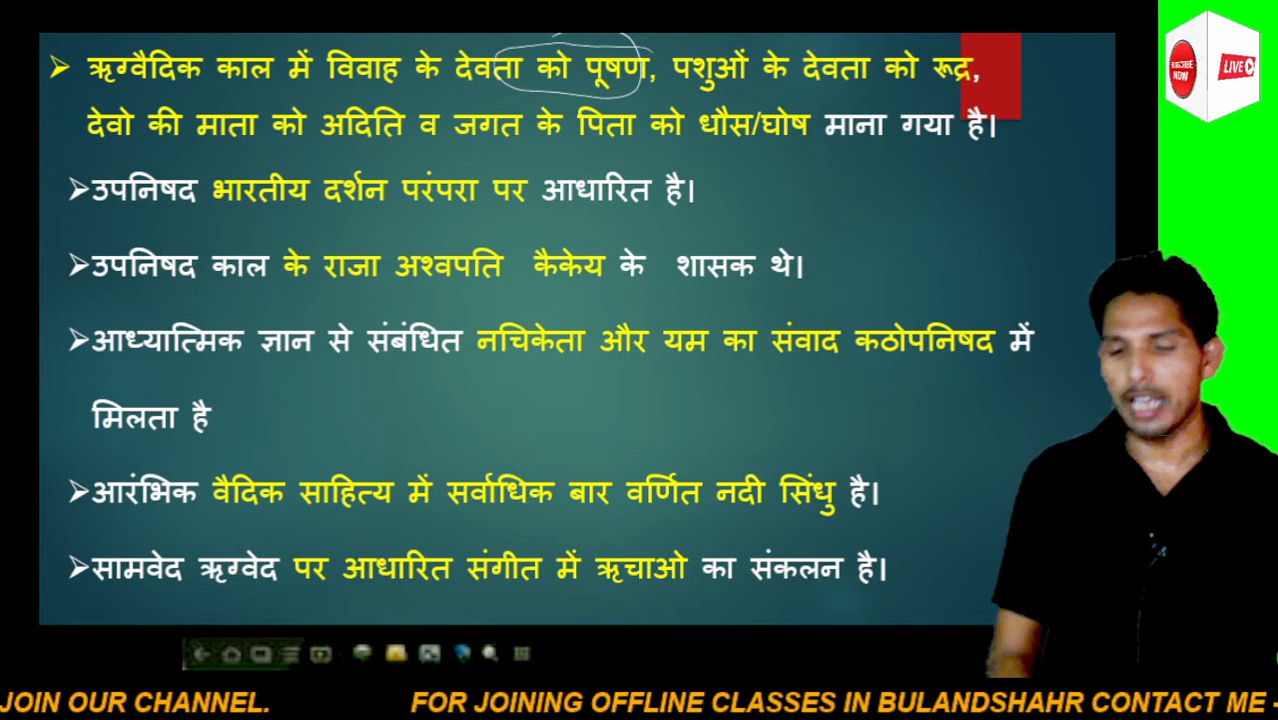 ऋग्वैदिक काल में विवाह के देवता को पूषण, पशुओं के देवता को रूद्र,
देवो की माता को अदिति व जगत के पिता को धौस/घोष माना गया है।
उपनिषद भारतीय दर्शन परंपरा पर आधारित है।
उपनिषद काल के राजा अश्वपति कैकेय के शासक थे।
आध्यात्मिक ज्ञान से संबंधित नचिकेता और यम का संवाद कठोपनिषद में
मिलता है
आरंभिक वैदिक साहित्य में सर्वाधिक बार वर्णित नदी सिंधु है।
सामवेद ऋग्वेद पर आधारित संगीत में ऋचाओ का संकलन है।
SUBSCRIBE NOW
LIVE
JOIN OUR CHANNEL. FOR JOINING OFFLINE CLASSES IN BULANDSHAHR CONTACT ME -